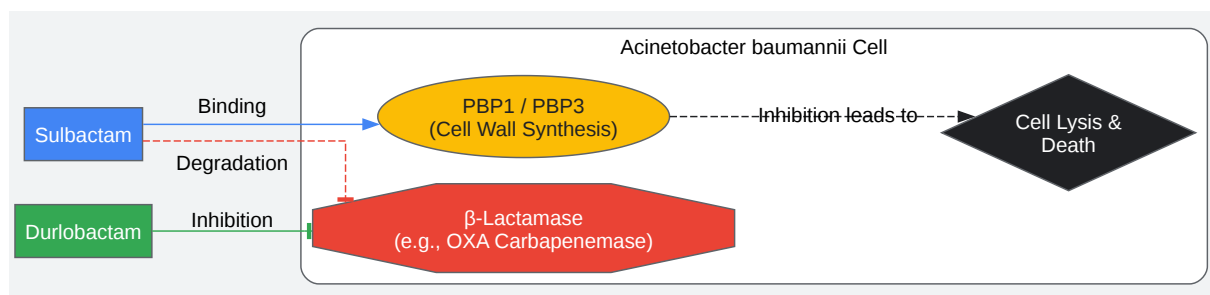 Acinetobacter baumannii Cell
Binding
PBP1 / PBP3
(Cell Wall Synthesis)
Inhibition leads to
Cell Lysis &
Death
Sulbactam
Degradation
β-Lactamase
(e.g., OXA Carbapenemase)
Inhibition
Durlobactam